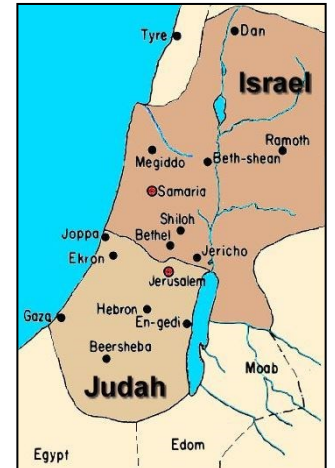 Tyre
Dan
Israel
Ramoth
Megiddo
Beth-shean
Samaria
Shiloh
Joppa
Bethel
Jericho
Ekron
Jerusalem
Hebron
Gaza
En-gedi
Beersheba
Moab
Judah
Edom
Egypt